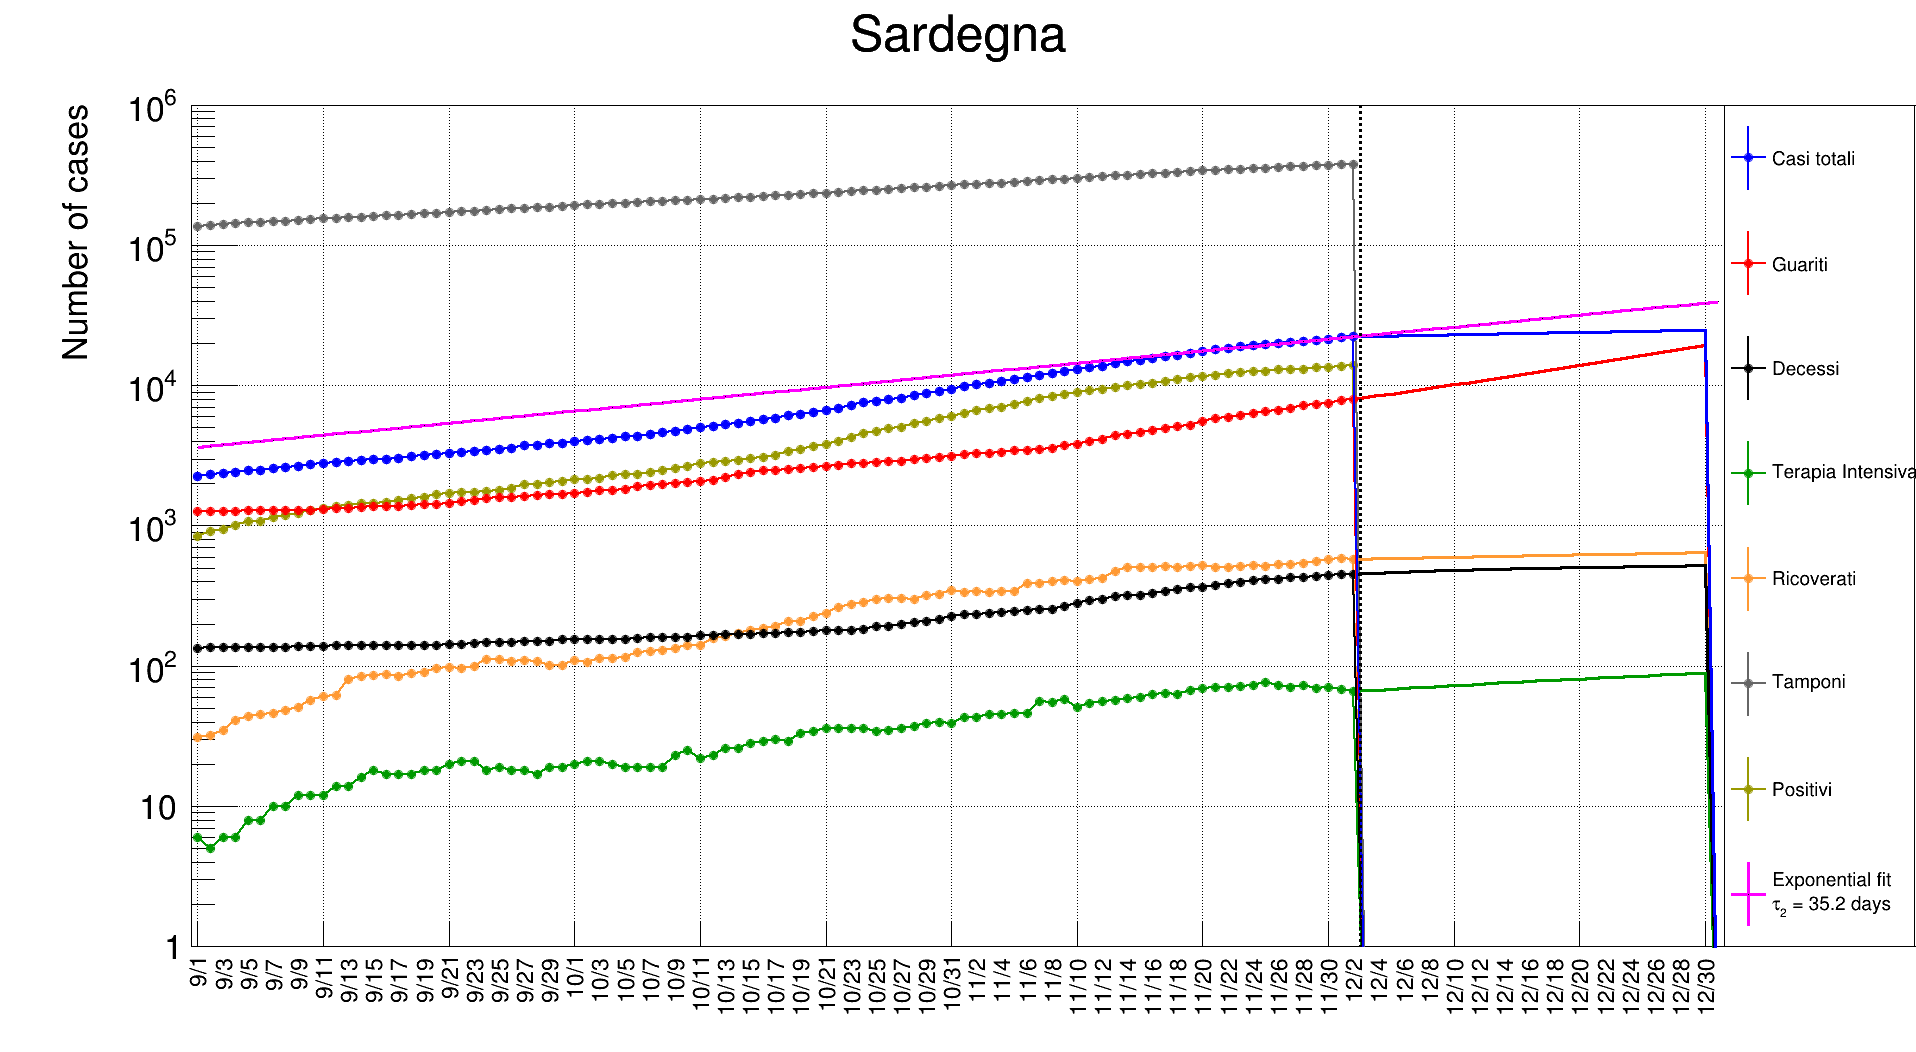 Sardegna
Number of cases
10^6
10^5
10^4
10^3
10^2
10
1
9/1 9/3 9/5 9/7 9/9 9/11 9/13 9/15 9/17 9/19 9/21 9/23 9/25 9/27 9/29 10/1 10/3 10/5 10/7 10/9 10/11 10/13 10/15 10/17 10/19 10/21 10/23 10/25 10/27 10/29 10/31 11/2 11/4 11/6 11/8 11/10 11/12 11/14 11/16 11/18 11/20 11/22 11/24 11/26 11/28 11/30 12/2 12/4 12/6 12/8 12/10 12/12 12/14 12/16 12/18 12/20 12/22 12/24 12/26 12/28 12/30
Casi totali
Guariti
Decessi
Terapia Intensiva
Ricoverati
Tamponi
Positivi
Exponential fit
τ_2 = 35.2 days